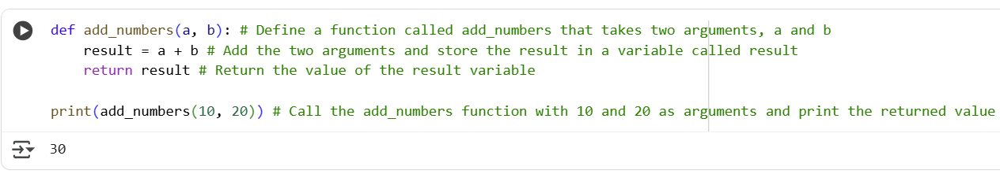 def add_numbers(a, b): # Define a function called add_numbers that takes two arguments, a and b
    result = a + b # Add the two arguments and store the result in a variable called result
    return result # Return the value of the result variable

print(add_numbers(10, 20)) # Call the add_numbers function with 10 and 20 as arguments and print the returned value
30